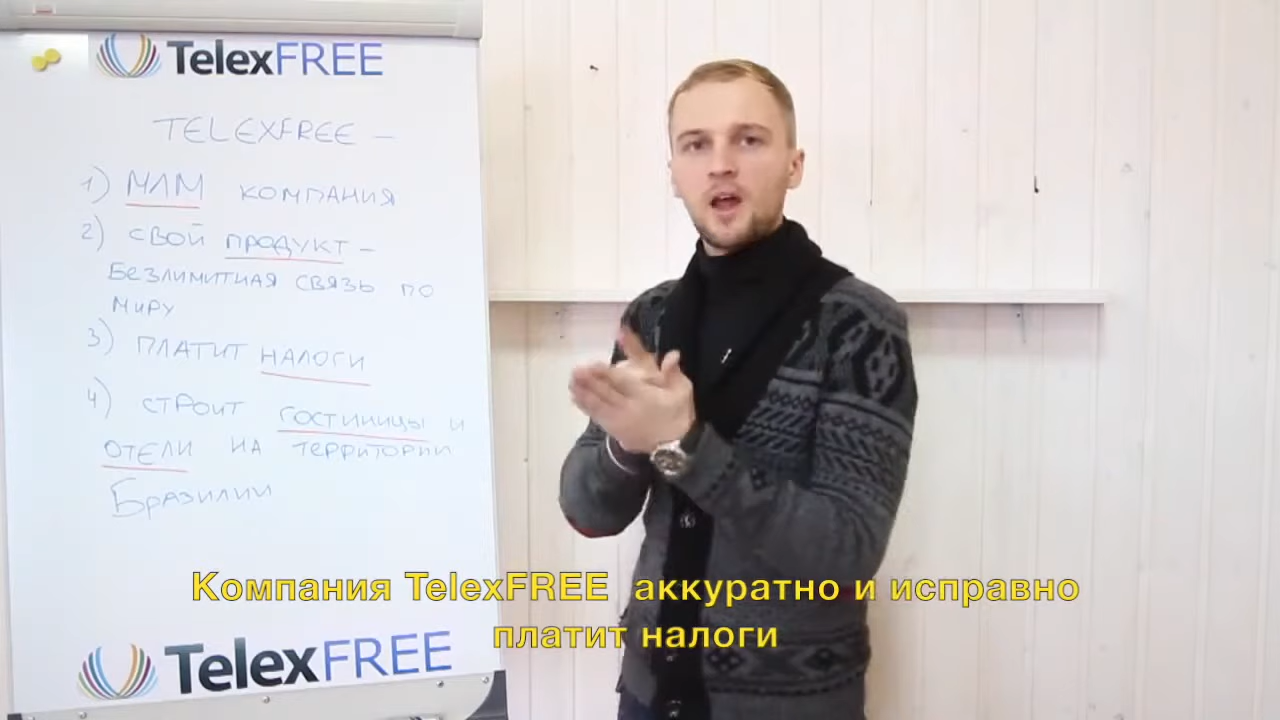 TelexFREE
TELEXFREE –
1) МЛМ КОМПАНИЯ
2) СВОЙ ПРОДУКТ –
БЕЗЛИМИТНАЯ СВЯЗЬ ПО
МИРУ
3) ПЛАТИТ НАЛОГИ
4) СТРОИТ ГОСТИНИЦЫ И
ОТЕЛИ НА ТЕРРИТОРИИ
БРАЗИЛИИ
TelexFREE
Компания TelexFREE аккуратно и исправно
платит налоги